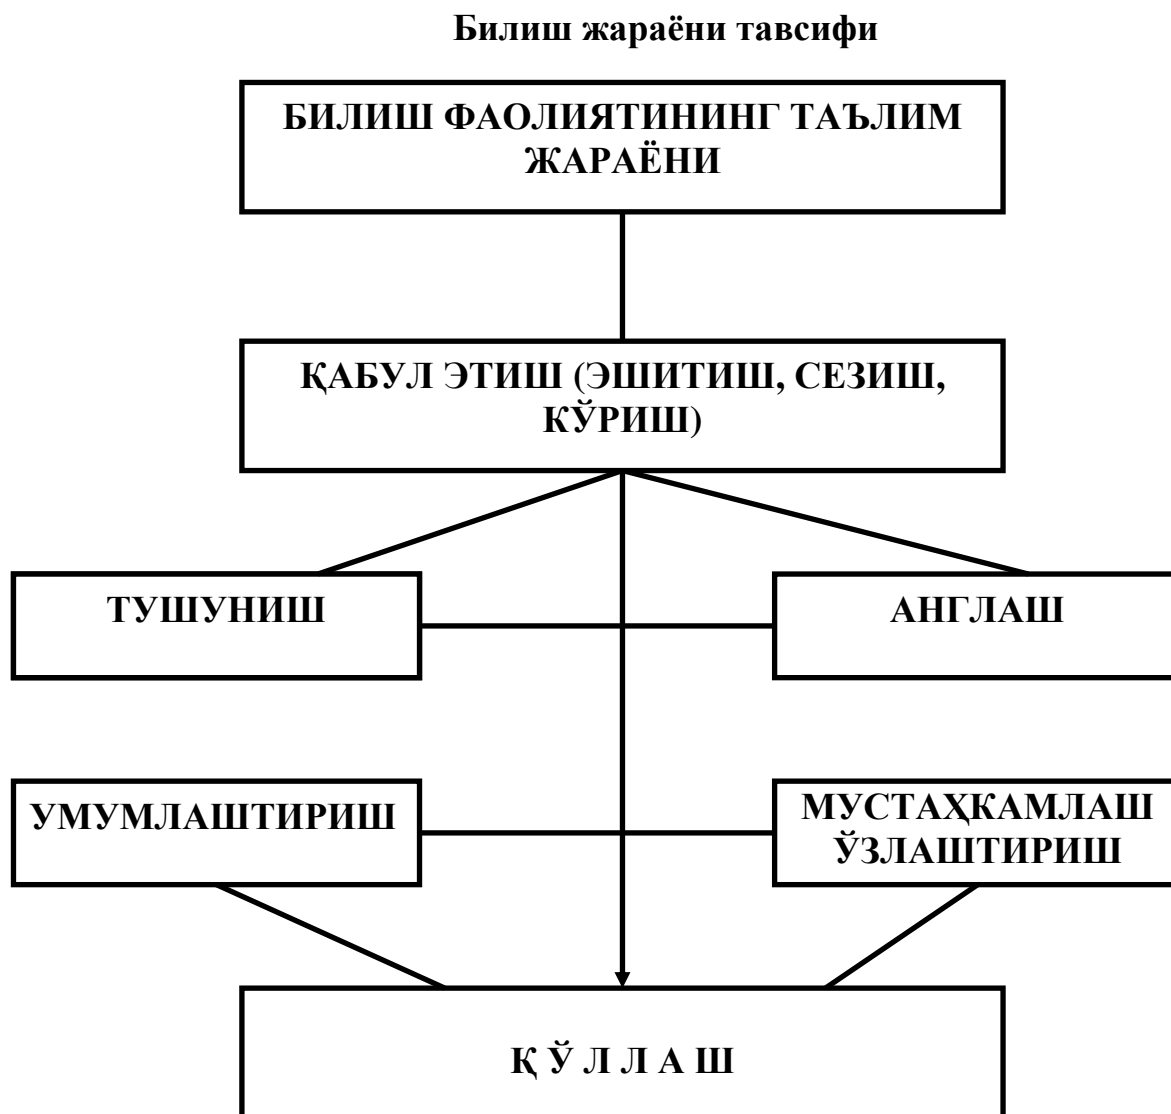 Билиш жараёни тавсифи
БИЛИШ ФАОЛИЯТИНИНГ ТАЪЛИМ
ЖАРАЁНИ
ҚАБУЛ ЭТИШ (ЭШИТИШ, СЕЗИШ,
КЎРИШ)
ТУШУНИШ
АНГЛАШ
УМУМЛАШТИРИШ
МУСТАҲКАМЛАШ
ЎЗЛАШТИРИШ
Қ Ў Л Л А Ш